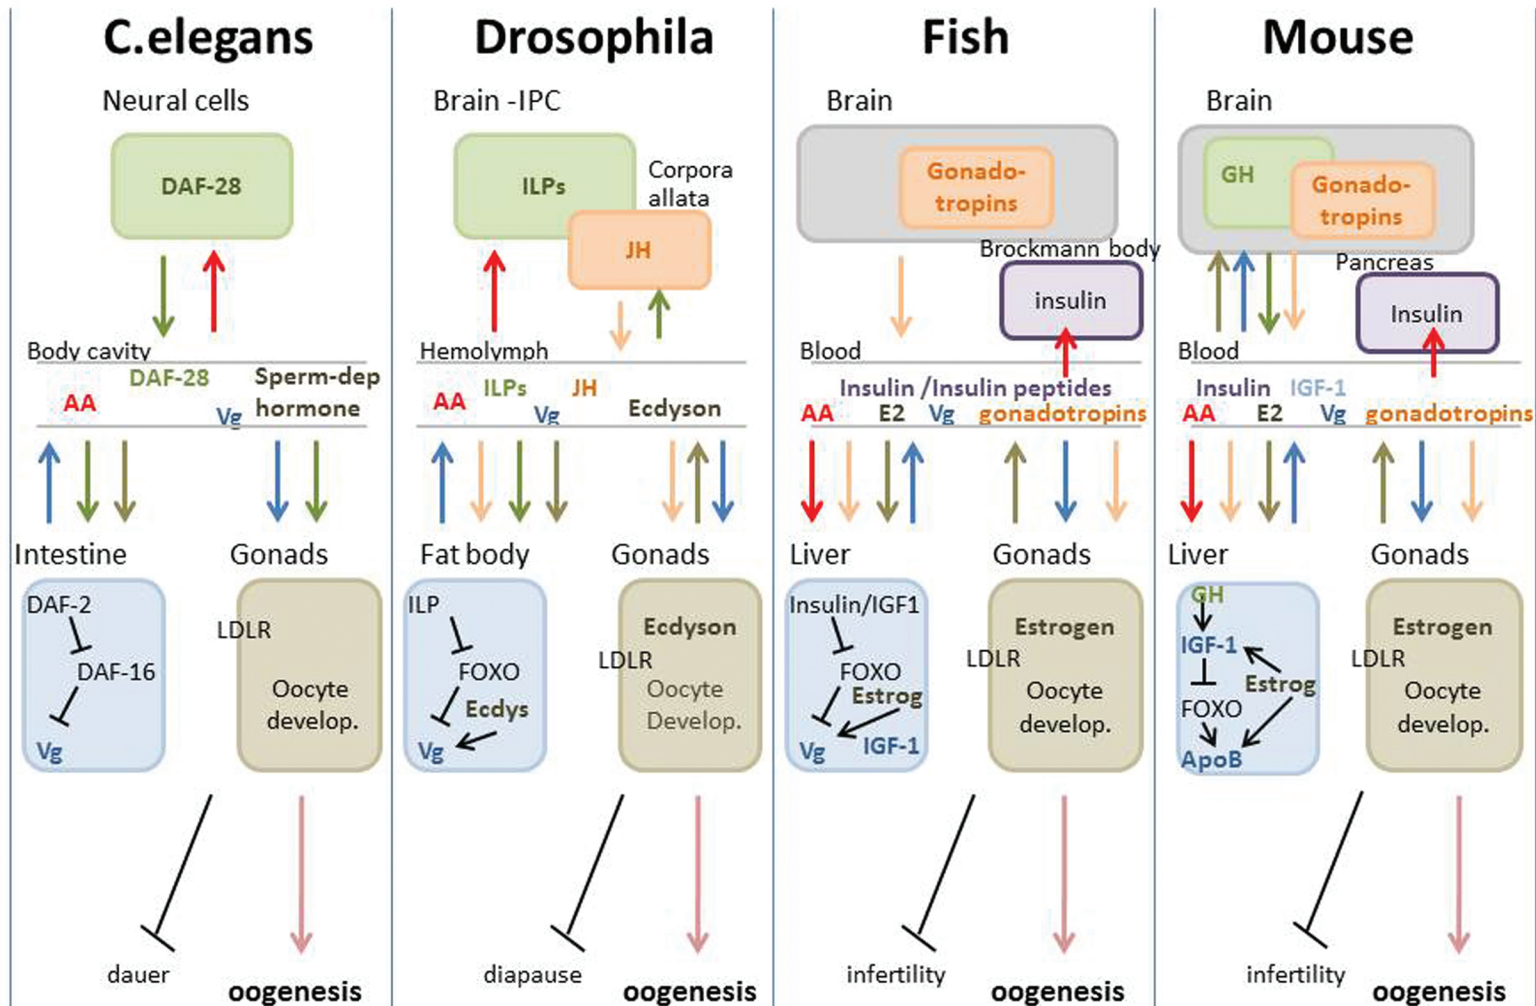 C.elegans
Neural cells
DAF-28
Body cavity
DAF-28
Sperm-dep
hormone
AA
Vg
Intestine
Gonads
DAF-2
DAF-16
Vg
LDLR
Oocyte
develop.
dauer
oogenesis
Drosophila
Brain -IPC
ILPs
Corpora
allata
JH
Hemolymph
AA
ILPs
JH
Vg
Ecdyson
Fat body
Gonads
ILP
FOXO
Ecdys
Vg
Ecdyson
LDLR
Oocyte
Develop.
diapause
oogenesis
Fish
Brain
Gonado-
tropins
Brockmann body
insulin
Blood
Insulin /Insulin peptides
AA
E2
Vg
gonadotropins
Liver
Gonads
Insulin/IGF1
FOXO
Estrog
Vg
IGF-1
Estrogen
LDLR
Oocyte
develop.
infertility
oogenesis
Mouse
Brain
GH
Gonado-
tropins
Pancreas
Insulin
Blood
Insulin
IGF-1
AA
E2
Vg
gonadotropins
Liver
Gonads
GH
IGF-1
Estrog
FOXO
ApoB
Estrogen
LDLR
Oocyte
develop.
infertility
oogenesis